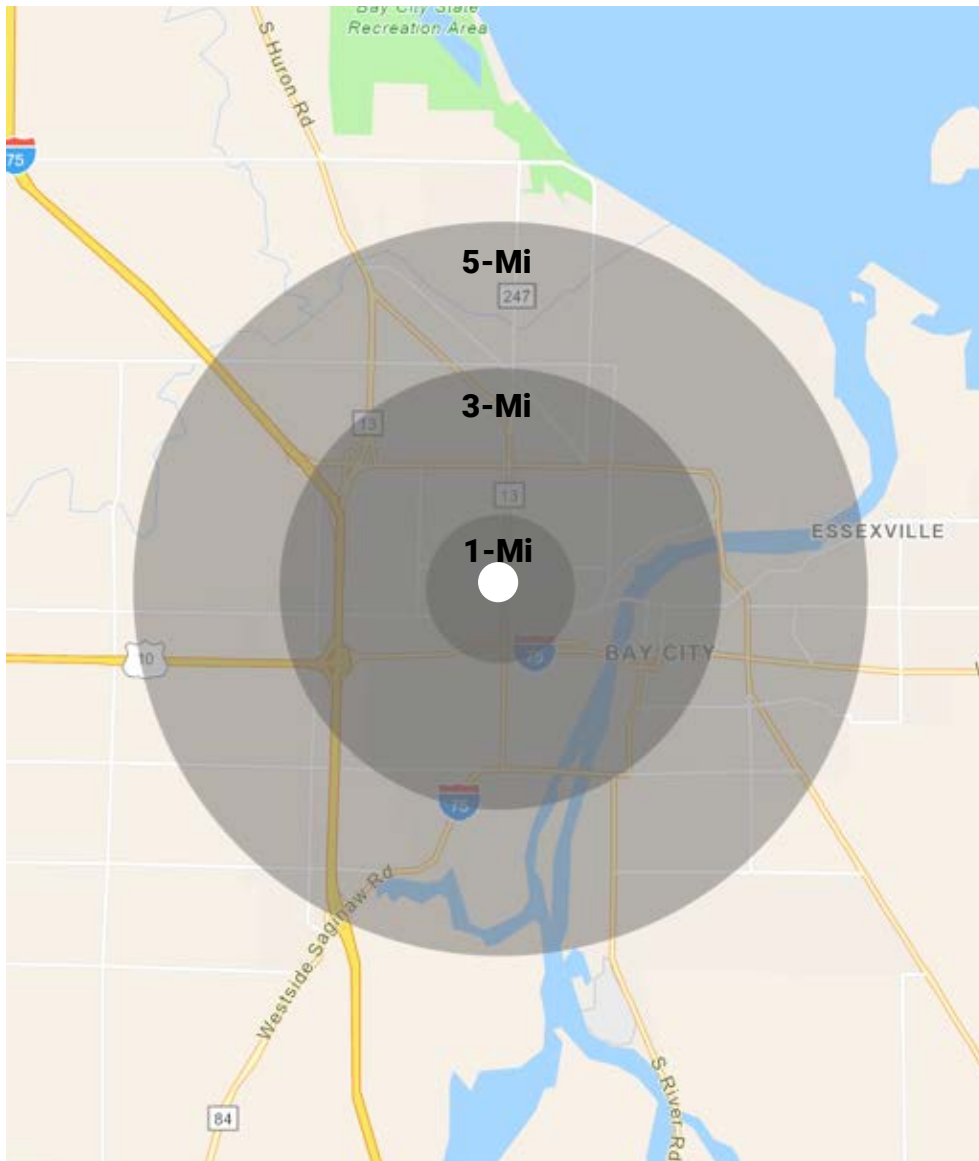 Bay City State
Recreation Area
S Huron Rd
75
5-Mi
247
3-Mi
13
13
1-Mi
ESSEXVILLE
10
75
BAY CITY
75
Westside Saginaw Rd
84
S River Rd